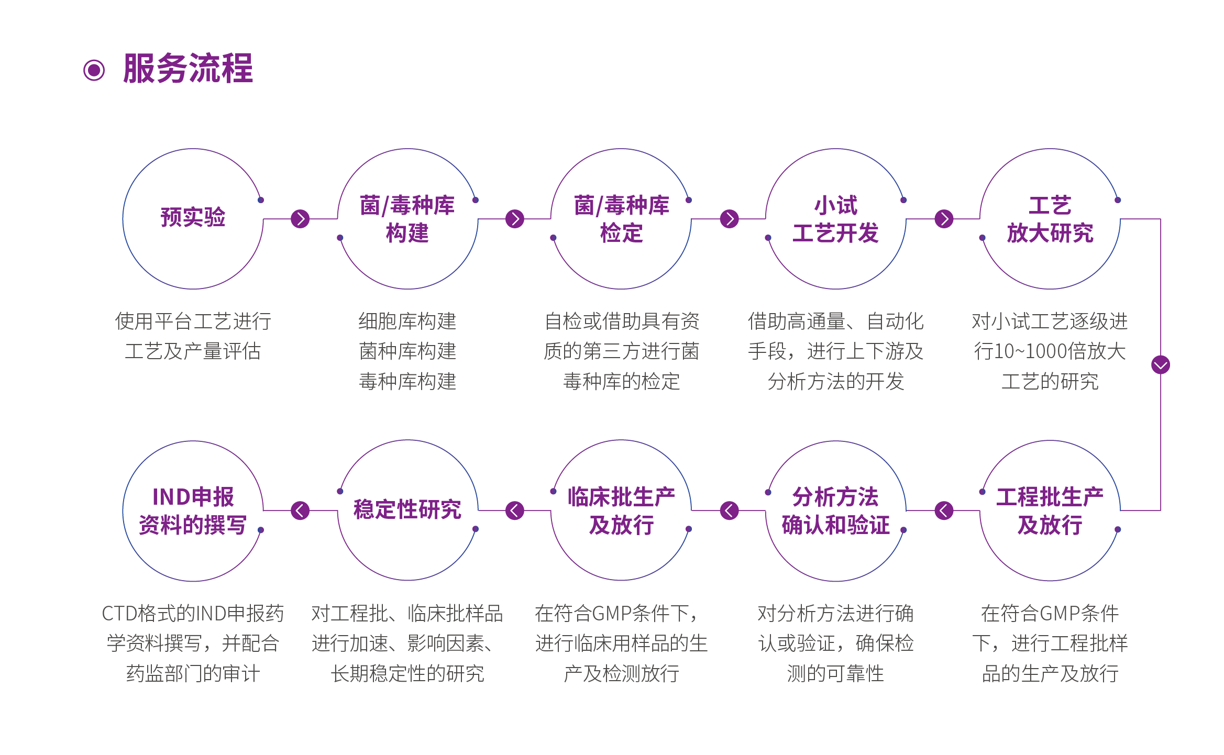 服务流程
预实验
使用平台工艺进行
工艺及产量评估
菌/毒种库
构建
细胞库构建
菌种库构建
毒种库构建
菌/毒种库
检定
自检或借助具有资
质的第三方进行菌
毒种库的检定
小试
工艺开发
借助高通量、自动化
手段，进行上下游及
分析方法的开发
工艺
放大研究
对小试工艺逐级进
行10~1000倍放大
工艺的研究
工程批生产
及放行
在符合GMP条件
下，进行工程批样
品的生产及放行
分析方法
确认和验证
对分析方法进行确
认或验证，确保检
测的可靠性
临床批生产
及放行
在符合GMP条件下，
进行临床用样品的生
产及检测放行
稳定性研究
对工程批、临床批样品
进行加速、影响因素、
长期稳定性的研究
IND申报
资料的撰写
CTD格式的IND申报药
学资料撰写，并配合
药监部门的审计